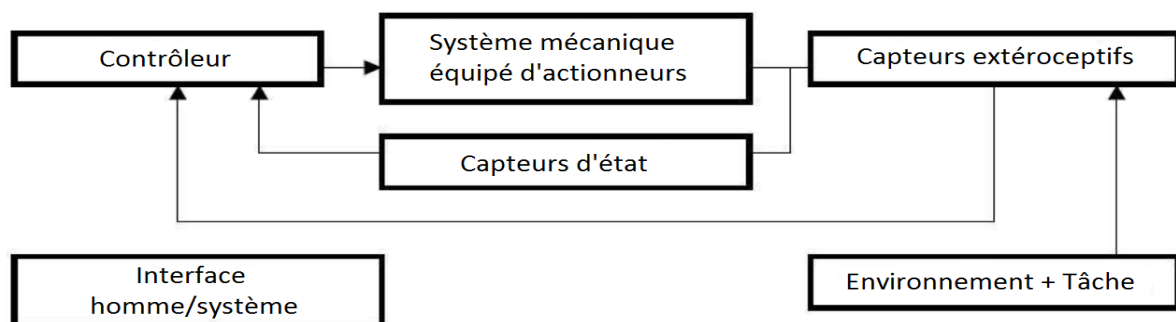 Contrôleur
Système mécanique
équipé d'actionneurs
Capteurs extéroceptifs
Capteurs d'état
Interface
homme/système
Environnement + Tâche